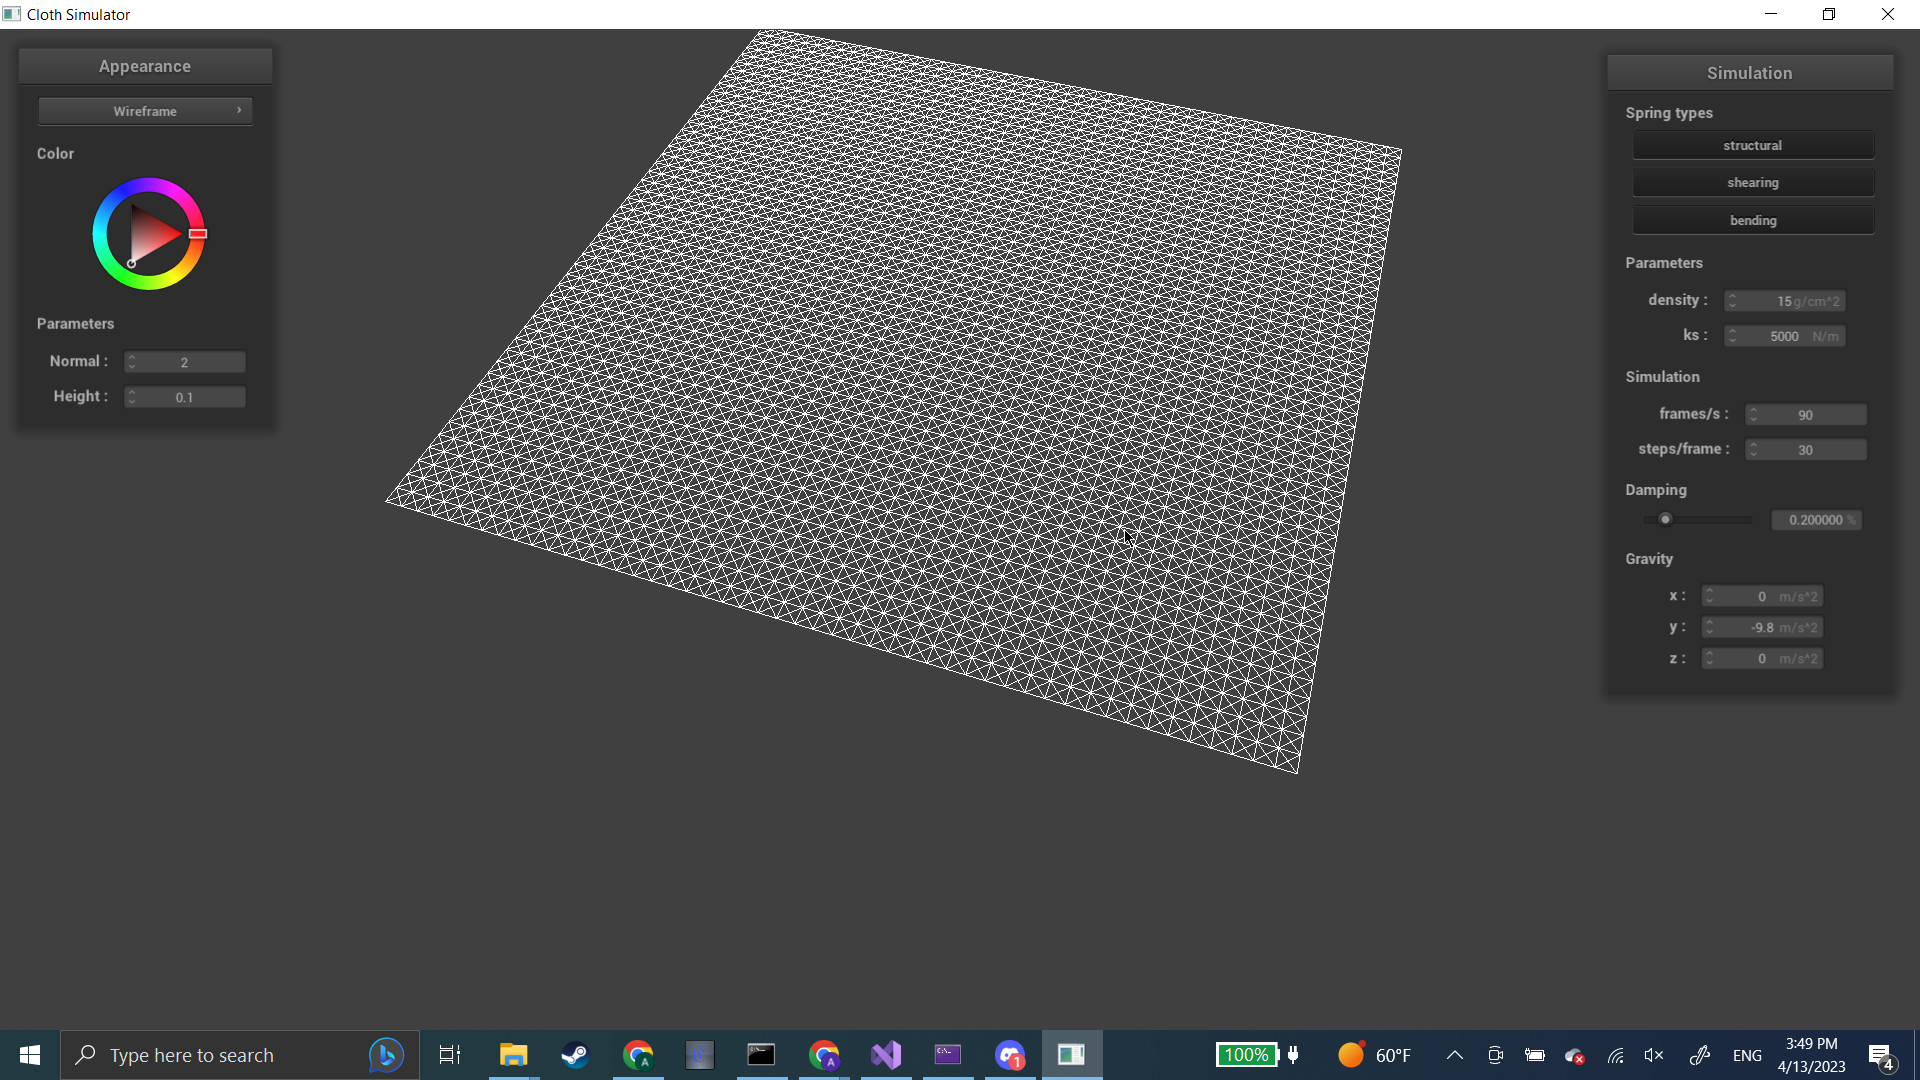 Cloth Simulator
Appearance
Wireframe
Color
Parameters
Normal : 2
Height : 0.1
Simulation
Spring types
structural
shearing
bending
Parameters
density : 15 g/cm^2
ks : 5000 N/m
Simulation
frames/s : 90
steps/frame : 30
Damping
0.200000 %
Gravity
x : 0 m/s^2
y : -9.8 m/s^2
z : 0 m/s^2
Type here to search
A
A
1
100%
60°F
ENG
3:49 PM
4/13/2023
4